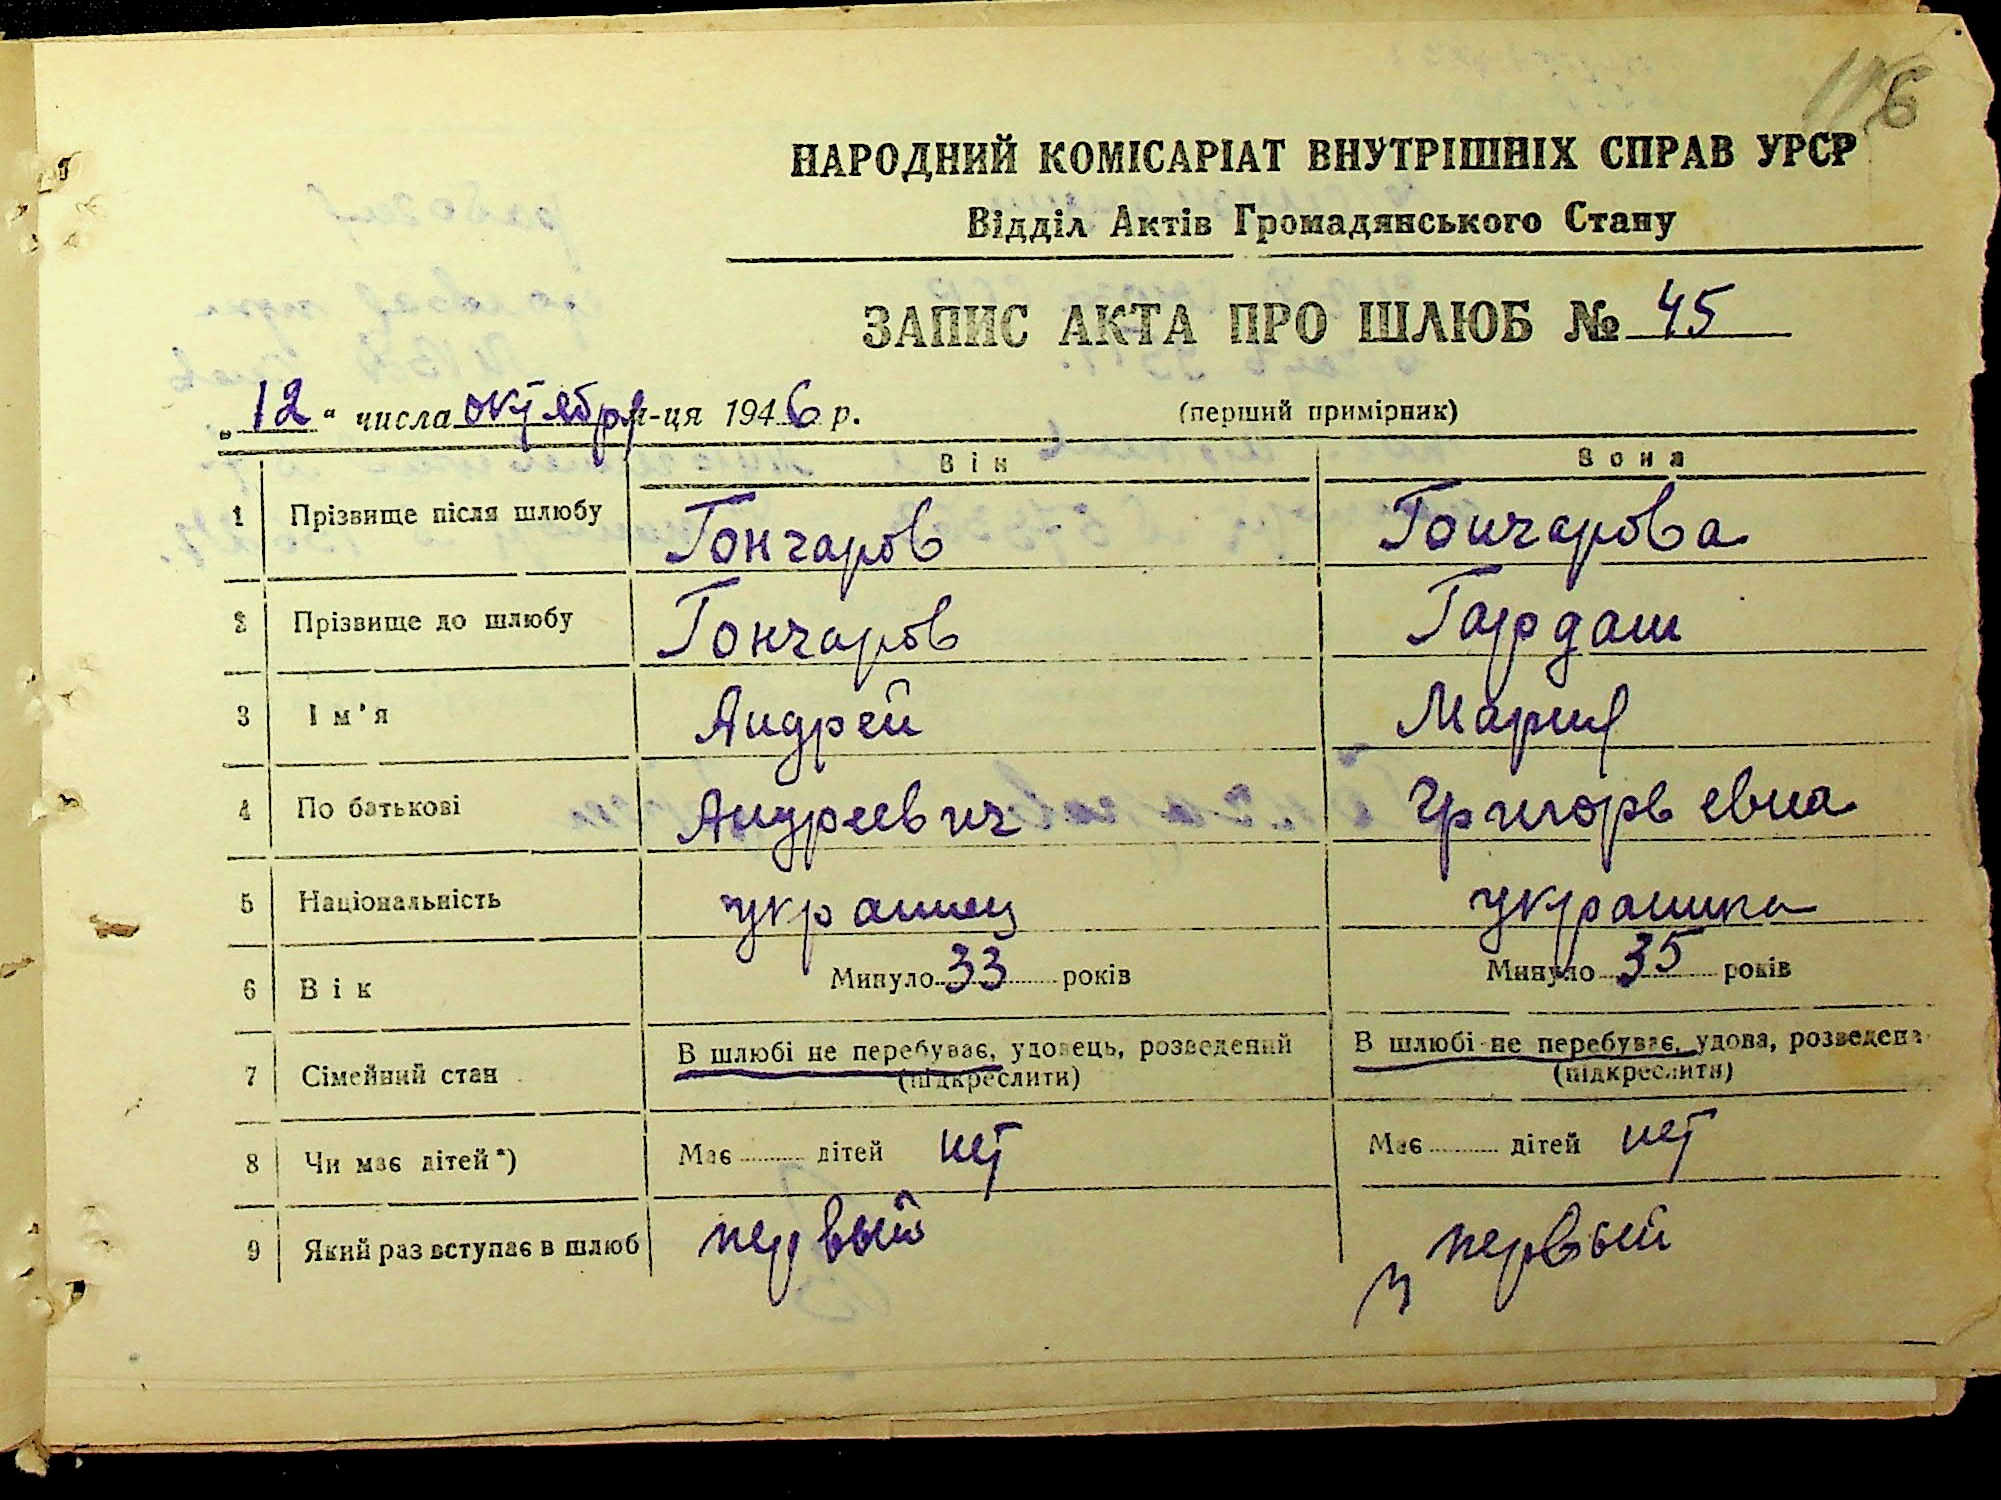 116
НАРОДНИЙ КОМІСАРІАТ ВНУТРІШНІХ СПРАВ УРСР
Відділ Актів Громадянського Стану
ЗАПИС АКТА ПРО ШЛЮБ № 45
„12“ числа октября м-ця 1946 р. (перший примірник)
Він Вона
1 Прізвище після шлюбу Гончаров Гончарова
2 Прізвище до шлюбу Гончаров Гардаш
3 Ім'я Андрей Мария
4 По батькові Андреевич Григорьевна
5 Національність украинец украинка
6 Вік Минуло 33 років Минуло 35 років
7 Сімейний стан В шлюбі не перебуває, удовець, розведений (підкреслити) В шлюбі не перебуває, удова, розведена (підкреслити)
8 Чи має дітей*) Має ... дітей нет Має ... дітей нет
9 Який раз вступає в шлюб первый первый